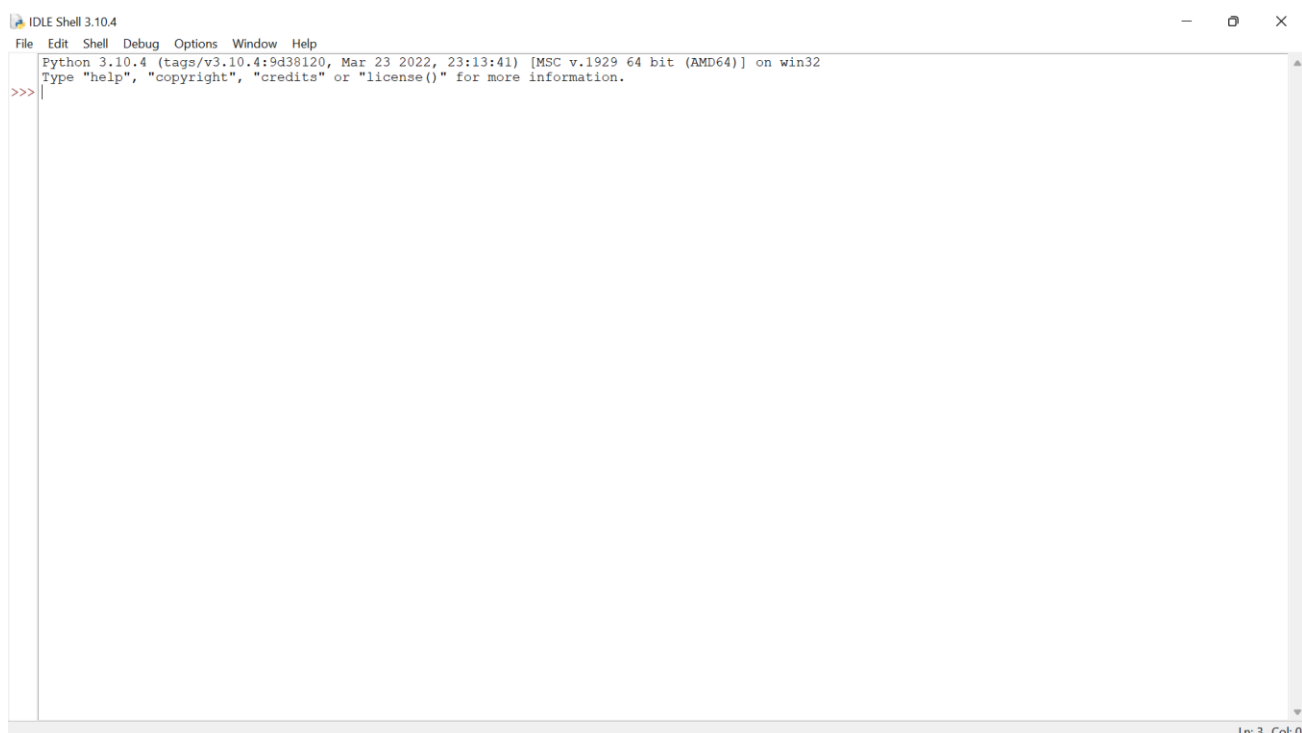 IDLE Shell 3.10.4
File Edit Shell Debug Options Window Help
Python 3.10.4 (tags/v3.10.4:9d38120, Mar 23 2022, 23:13:41) [MSC v.1929 64 bit (AMD64)] on win32
Type "help", "copyright", "credits" or "license()" for more information.
>>>
Ln: 3 Col: 0